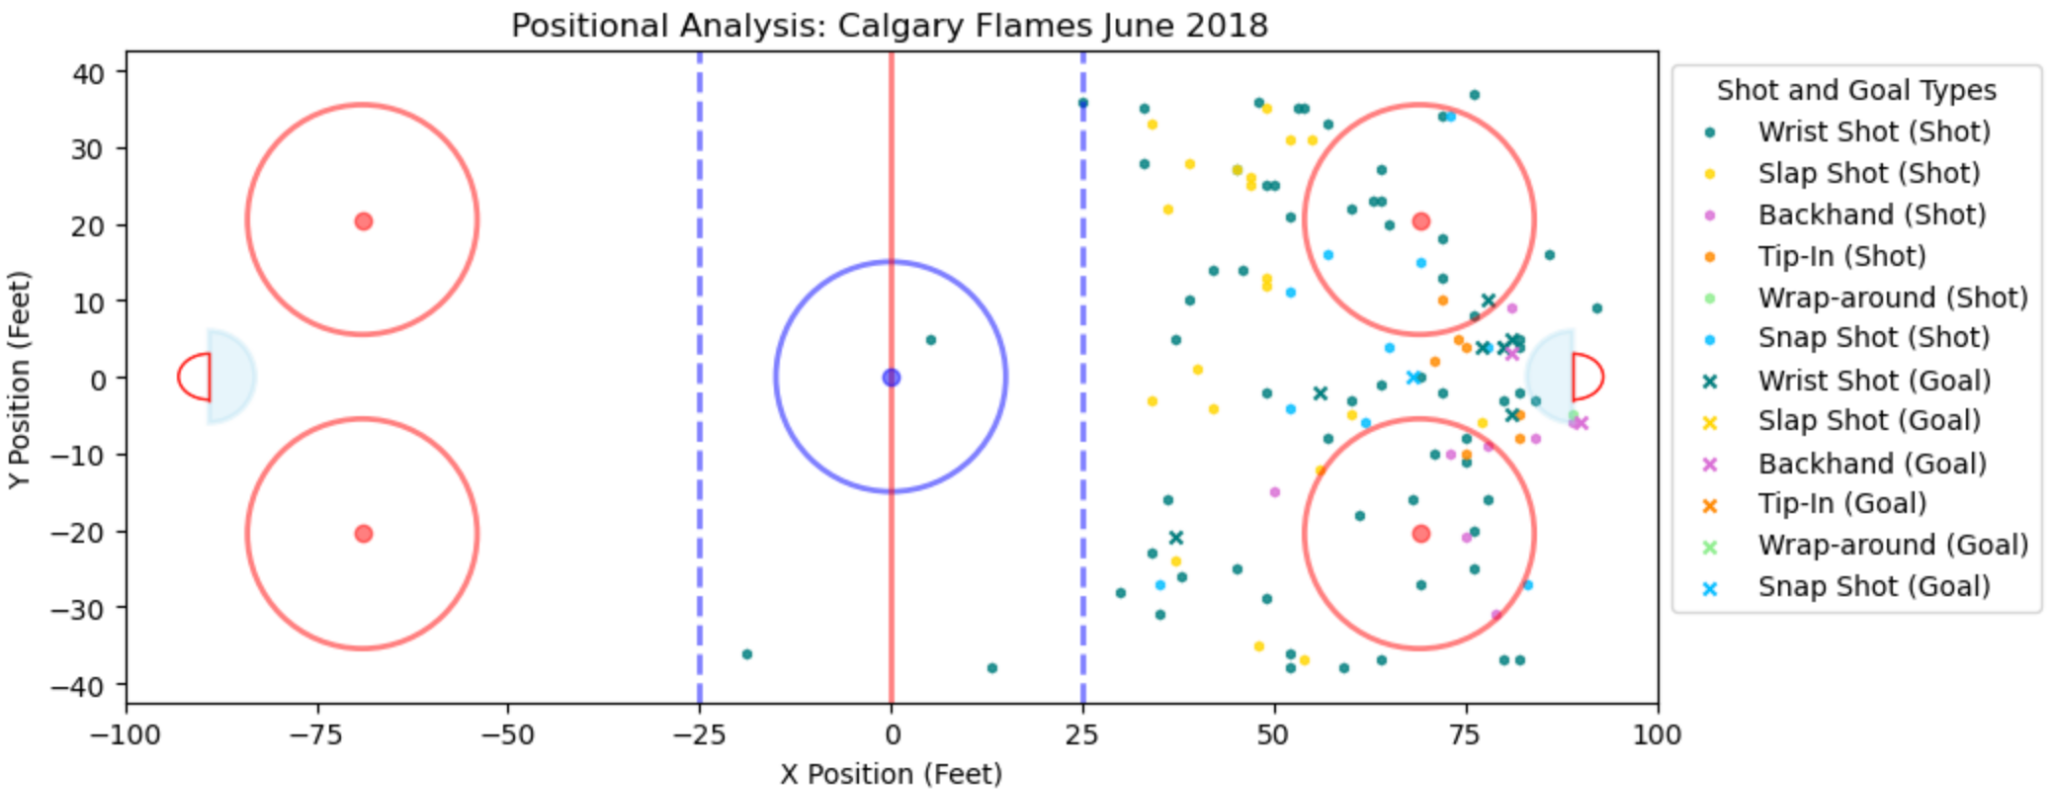 Positional Analysis: Calgary Flames June 2018
Y Position (Feet)
40
30
20
10
0
−10
−20
−30
−40
−100 −75 −50 −25 0 25 50 75 100
X Position (Feet)
Shot and Goal Types
Wrist Shot (Shot)
Slap Shot (Shot)
Backhand (Shot)
Tip-In (Shot)
Wrap-around (Shot)
Snap Shot (Shot)
Wrist Shot (Goal)
Slap Shot (Goal)
Backhand (Goal)
Tip-In (Goal)
Wrap-around (Goal)
Snap Shot (Goal)